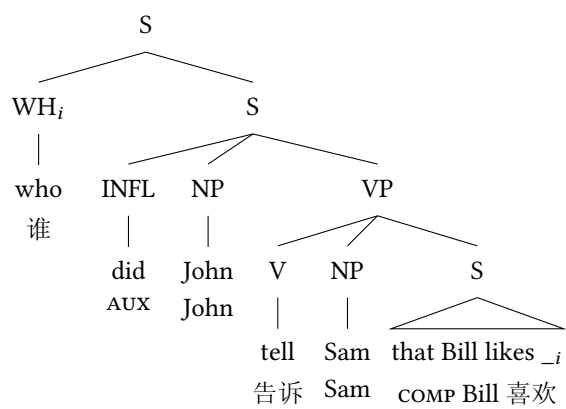 S
WHi S
who INFL NP VP
谁
did John V NP S
AUX John
tell Sam that Bill likes _i
告诉 Sam COMP Bill 喜欢